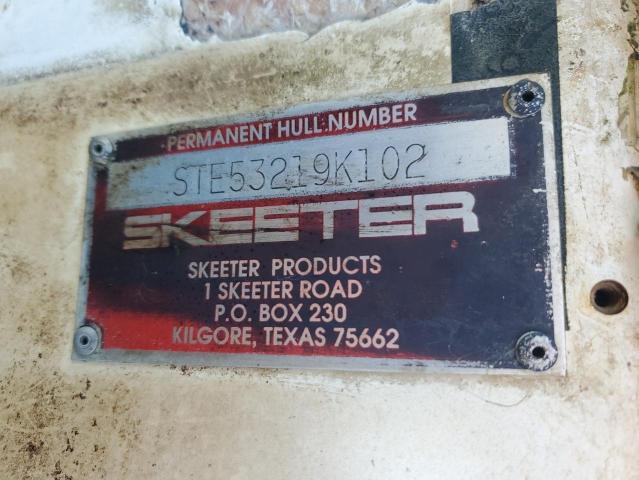 PERMANENT HULL NUMBER
STE53219K102
SKEETER
SKEETER PRODUCTS
1 SKEETER ROAD
P.O. BOX 230
KILGORE, TEXAS 75662